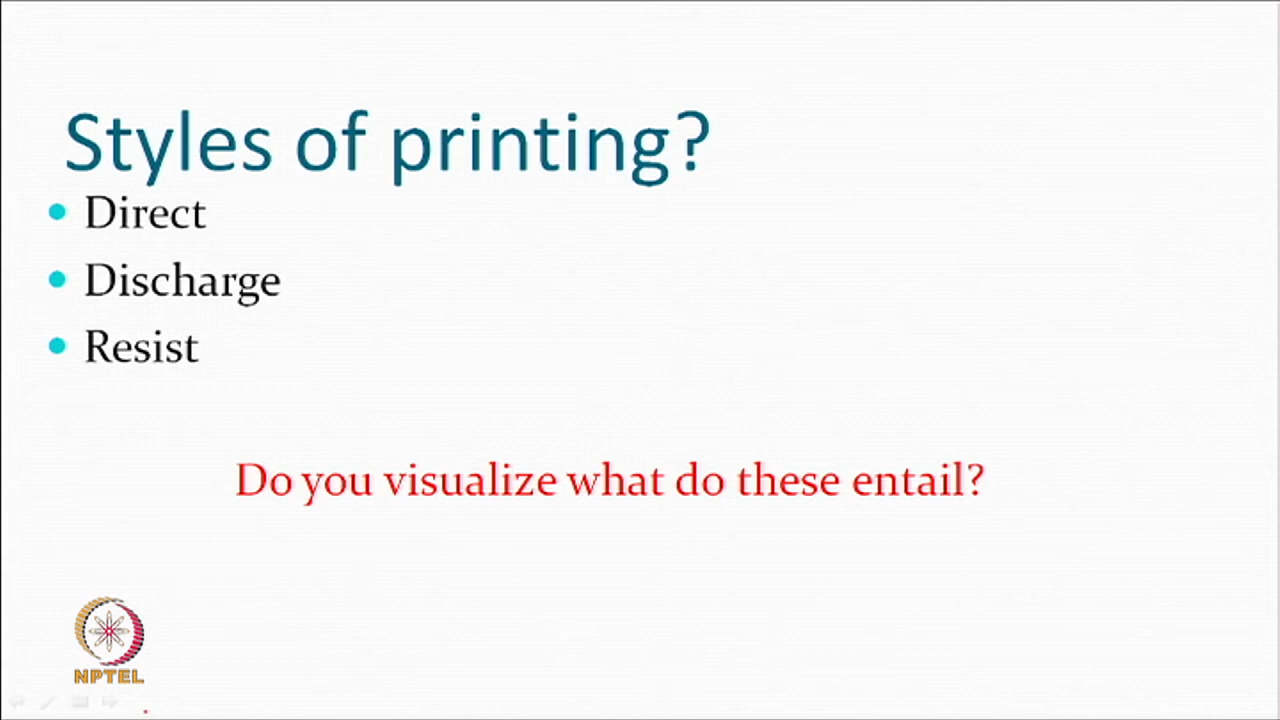 Styles of printing?
Direct
Discharge
Resist
Do you visualize what do these entail?
NPTEL